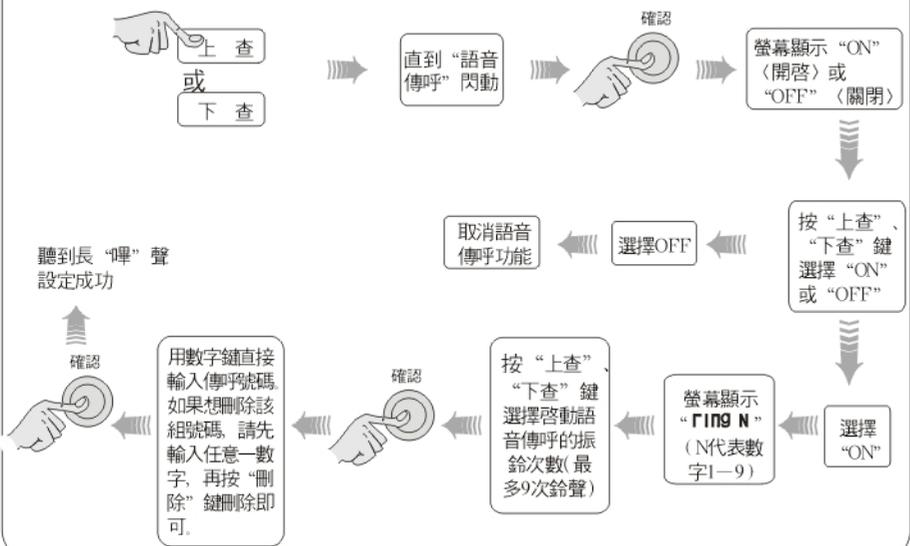 上 查
或
下 查
直到“語音
傳呼”閃動
確認
螢幕顯示“ON”
〈開啓〉或
“OFF”〈關閉〉
按“上查”、
“下查”鍵
選擇“ON”
或“OFF”
選擇OFF
取消語音
傳呼功能
選擇
“ON”
螢幕顯示
“ring N”
(N代表數
字1－9)
按“上查”、
“下查”鍵
選擇啓動語
音傳呼的振
鈴次數(最
多9次鈴聲)
確認
用數字鍵直接
輸入傳呼號碼。
如果想刪除該
組號碼，請先
輸入任意一數
字，再按“刪
除”鍵刪除即
可。
確認
聽到長“嗶”聲
設定成功